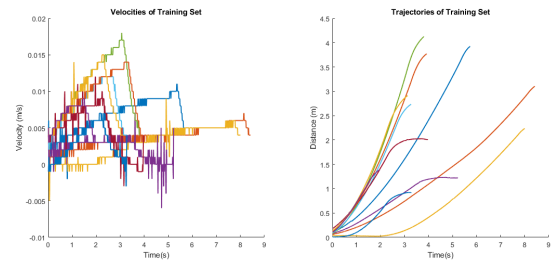 Velocities of Training Set
0.02
0.015
0.01
0.005
0
-0.005
-0.01
Velocity (m/s)
0 1 2 3 4 5 6 7 8 9
Time(s)
Trajectories of Training Set
4.5
4
3.5
3
2.5
2
1.5
1
0.5
0
Distance (m)
0 1 2 3 4 5 6 7 8 9
Time(s)